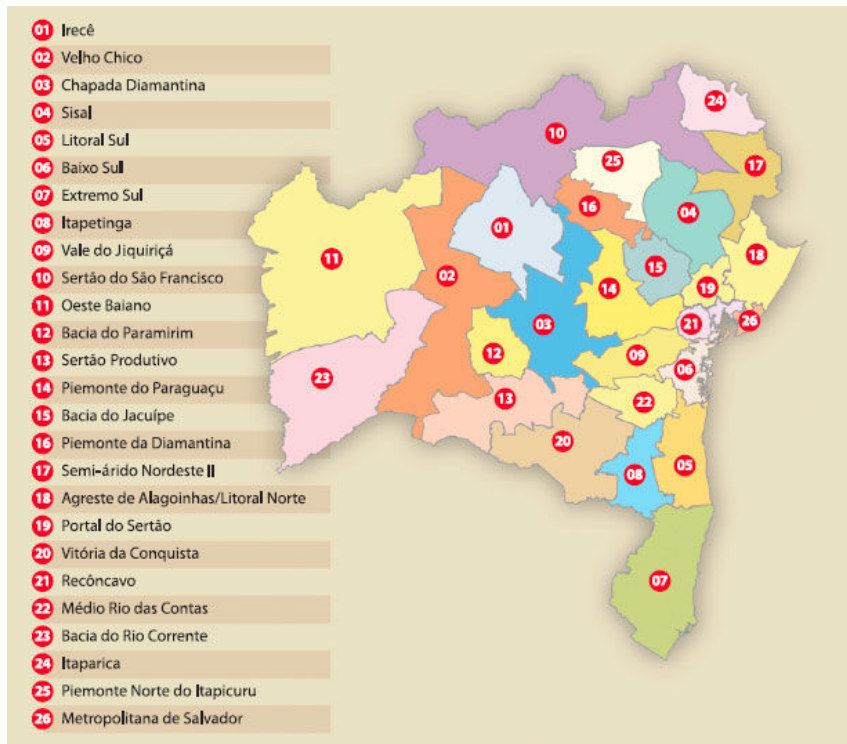 01 Irecê
02 Velho Chico
03 Chapada Diamantina
04 Sisal
05 Litoral Sul
06 Baixo Sul
07 Extremo Sul
08 Itapetinga
09 Vale do Jiquiriçá
10 Sertão do São Francisco
11 Oeste Baiano
12 Bacia do Paramirim
13 Sertão Produtivo
14 Piemonte do Paraguaçu
15 Bacia do Jacuípe
16 Piemonte da Diamantina
17 Semi-árido Nordeste II
18 Agreste de Alagoinhas/Litoral Norte
19 Portal do Sertão
20 Vitória da Conquista
21 Recôncavo
22 Médio Rio das Contas
23 Bacia do Rio Corrente
24 Itaparica
25 Piemonte Norte do Itapicuru
26 Metropolitana de Salvador
24
10
25
17
16
04
01
18
11
15
02
14
19
03
21
26
12
09
06
23
13
22
20
05
08
07